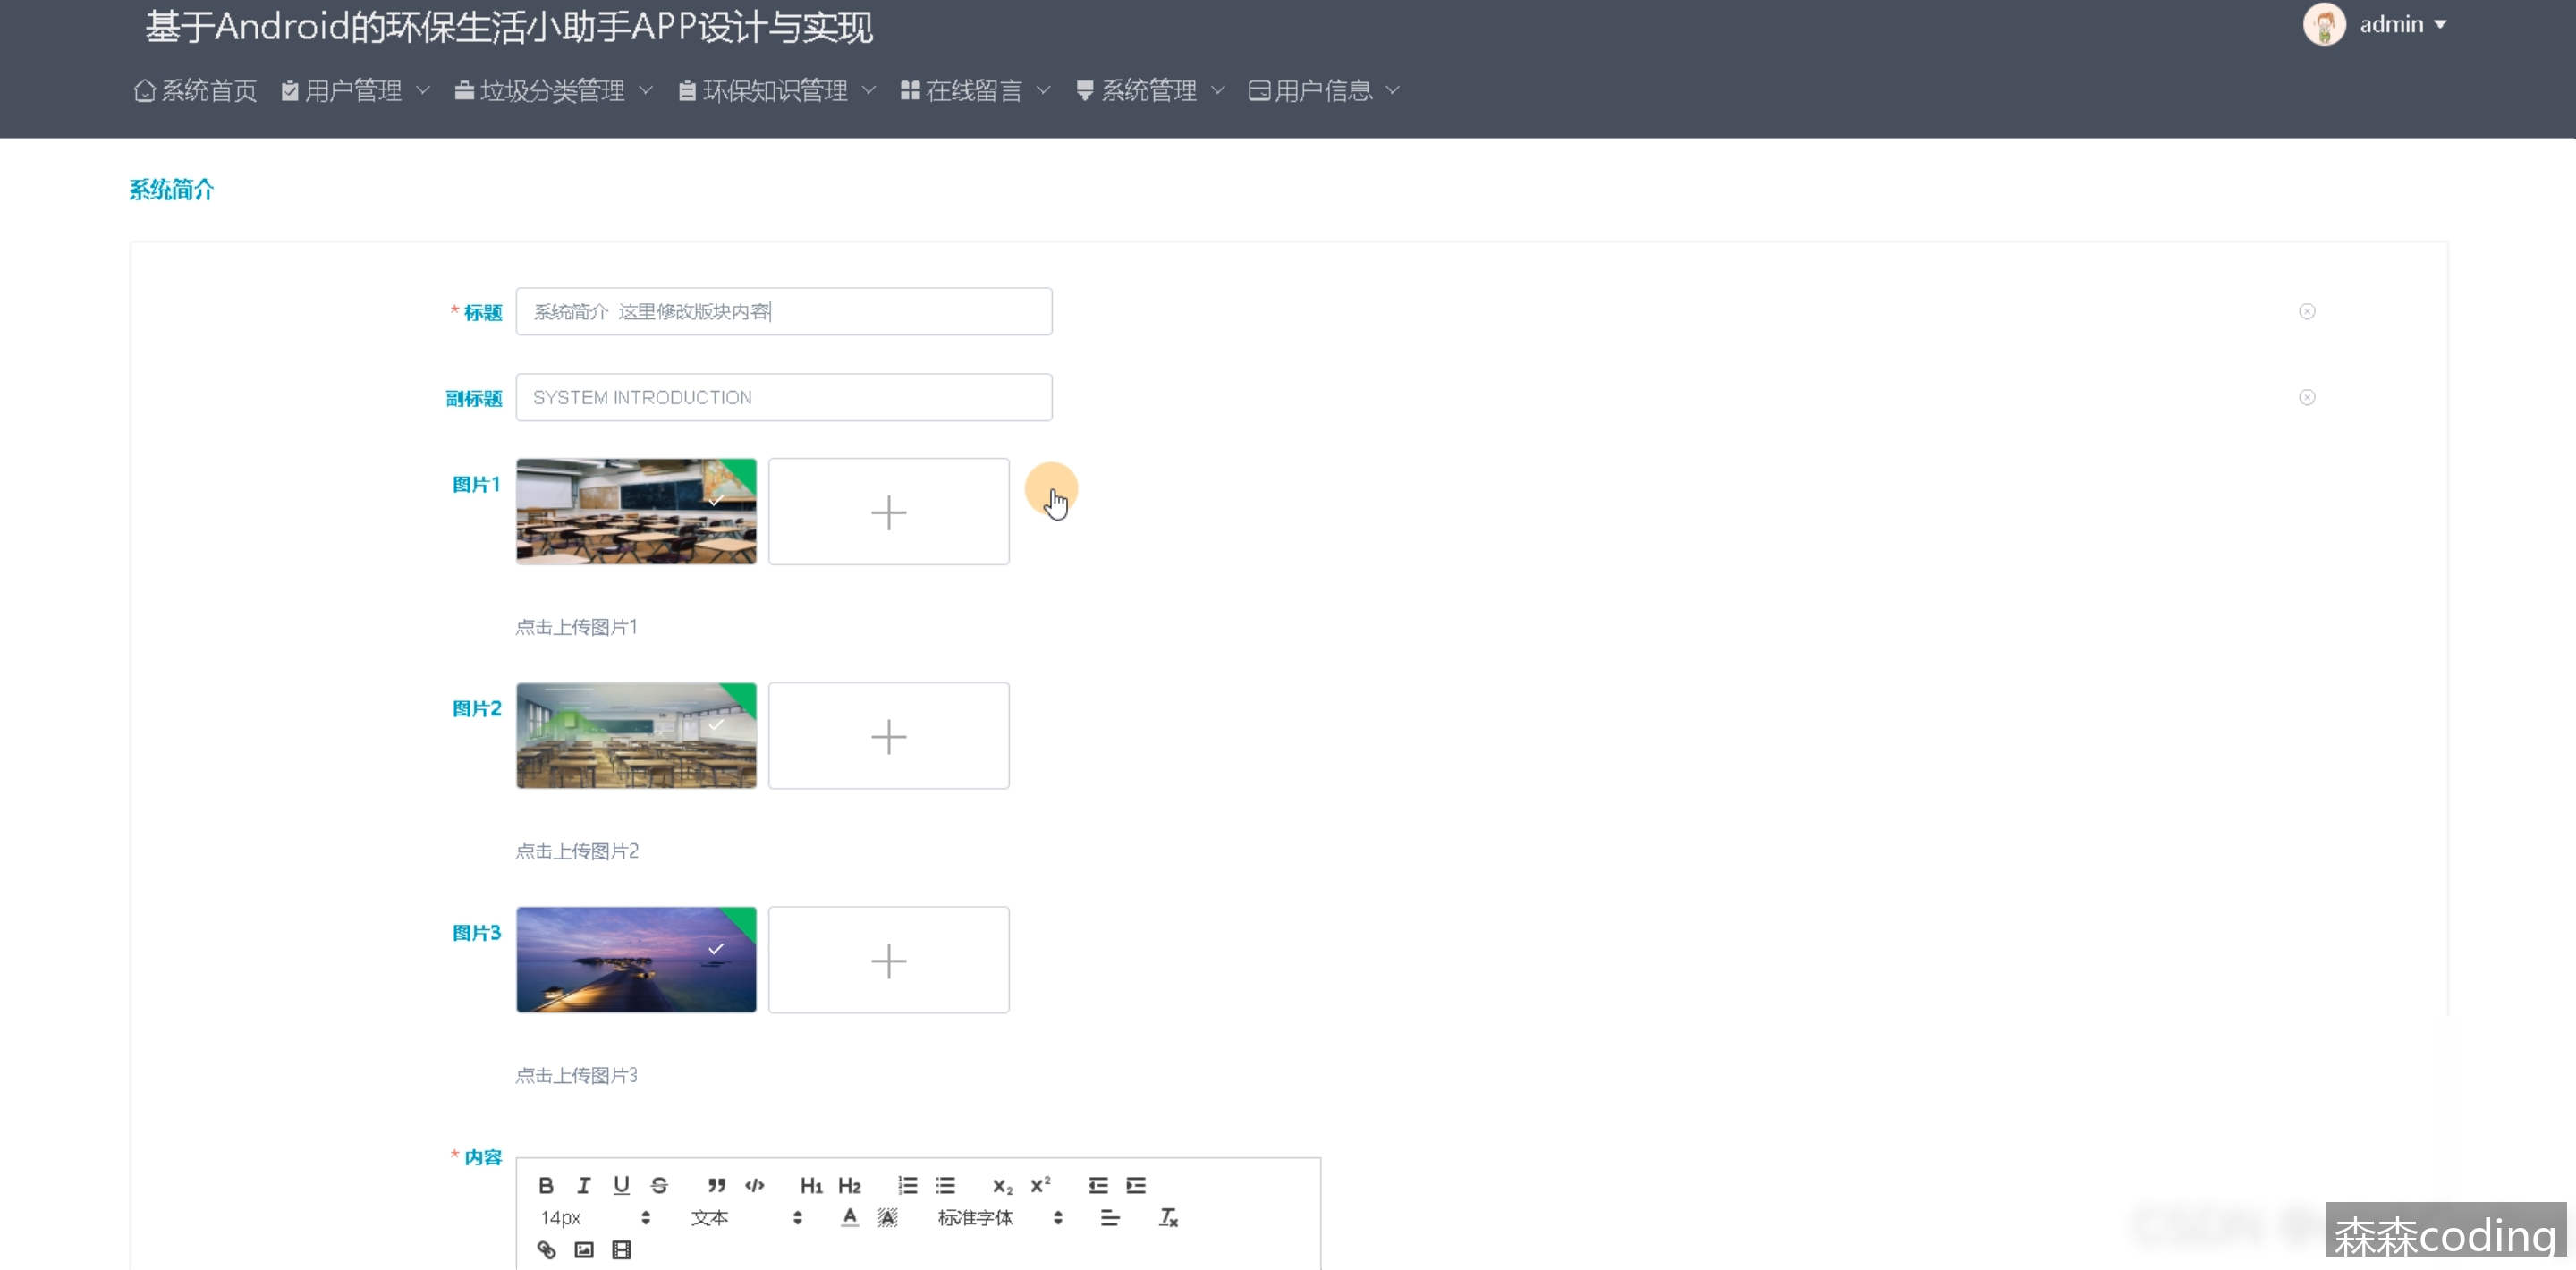 基于Android的环保生活小助手APP设计与实现
admin
系统首页 用户管理 垃圾分类管理 环保知识管理 在线留言 系统管理 用户信息
系统简介
* 标题 系统简介 这里修改版块内容
副标题 SYSTEM INTRODUCTION
图片1
点击上传图片1
图片2
点击上传图片2
图片3
点击上传图片3
* 内容
B I U S H1 H2 X2 X2
14px 文本 A A 标准字体 Tx
CSDN @
森森coding